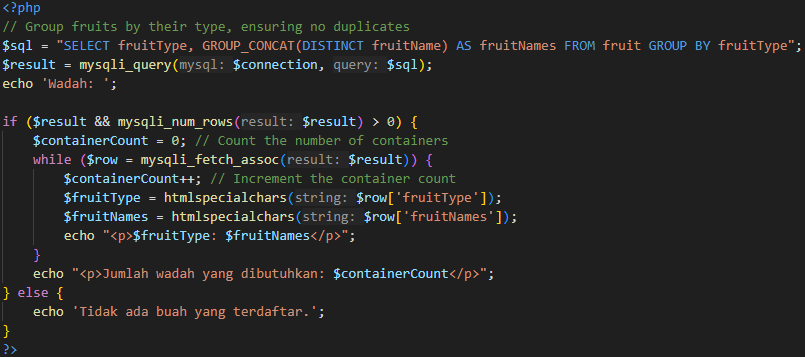 <?php
// Group fruits by their type, ensuring no duplicates
$sql = "SELECT fruitType, GROUP_CONCAT(DISTINCT fruitName) AS fruitNames FROM fruit GROUP BY fruitType";
$result = mysqli_query(mysql: $connection, query: $sql);
echo 'Wadah: ';

if ($result && mysqli_num_rows(result: $result) > 0) {
    $containerCount = 0; // Count the number of containers
    while ($row = mysqli_fetch_assoc(result: $result)) {
        $containerCount++; // Increment the container count
        $fruitType = htmlspecialchars(string: $row['fruitType']);
        $fruitNames = htmlspecialchars(string: $row['fruitNames']);
        echo "<p>$fruitType: $fruitNames</p>";
    }
    echo "<p>Jumlah wadah yang dibutuhkan: $containerCount</p>";
} else {
    echo 'Tidak ada buah yang terdaftar.';
}
?>